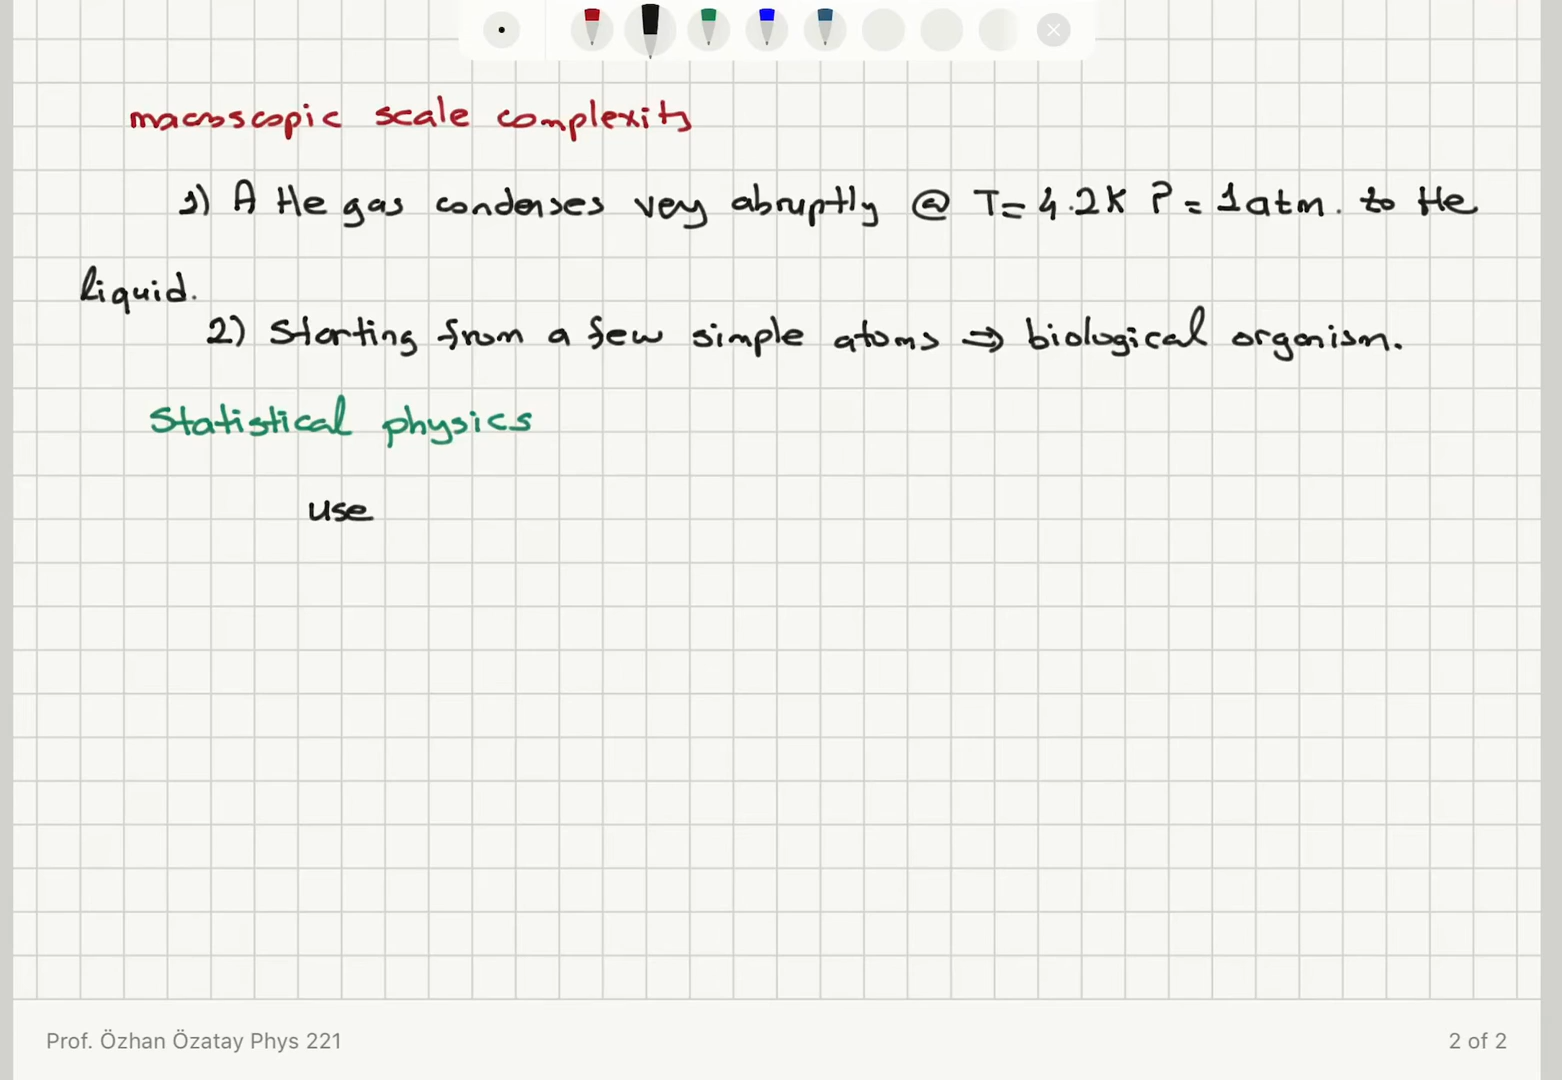 macroscopic scale complexity
1) A He gas condenses very abruptly @ T= 4.2K P = 1atm. to He
liquid.
2) Starting from a few simple atoms ⇒ biological organism.
Statistical physics
use
Prof. Özhan Özatay Phys 221
2 of 2